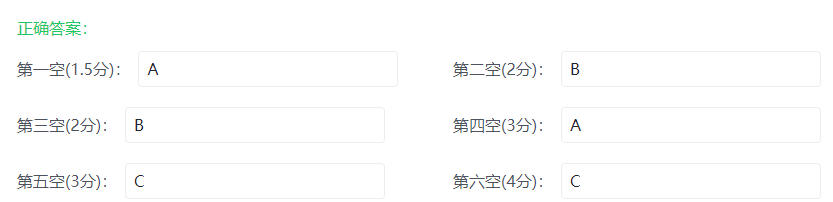 正确答案：
第一空(1.5分)： A 第二空(2分)： B
第三空(2分)： B 第四空(3分)： A
第五空(3分)： C 第六空(4分)： C